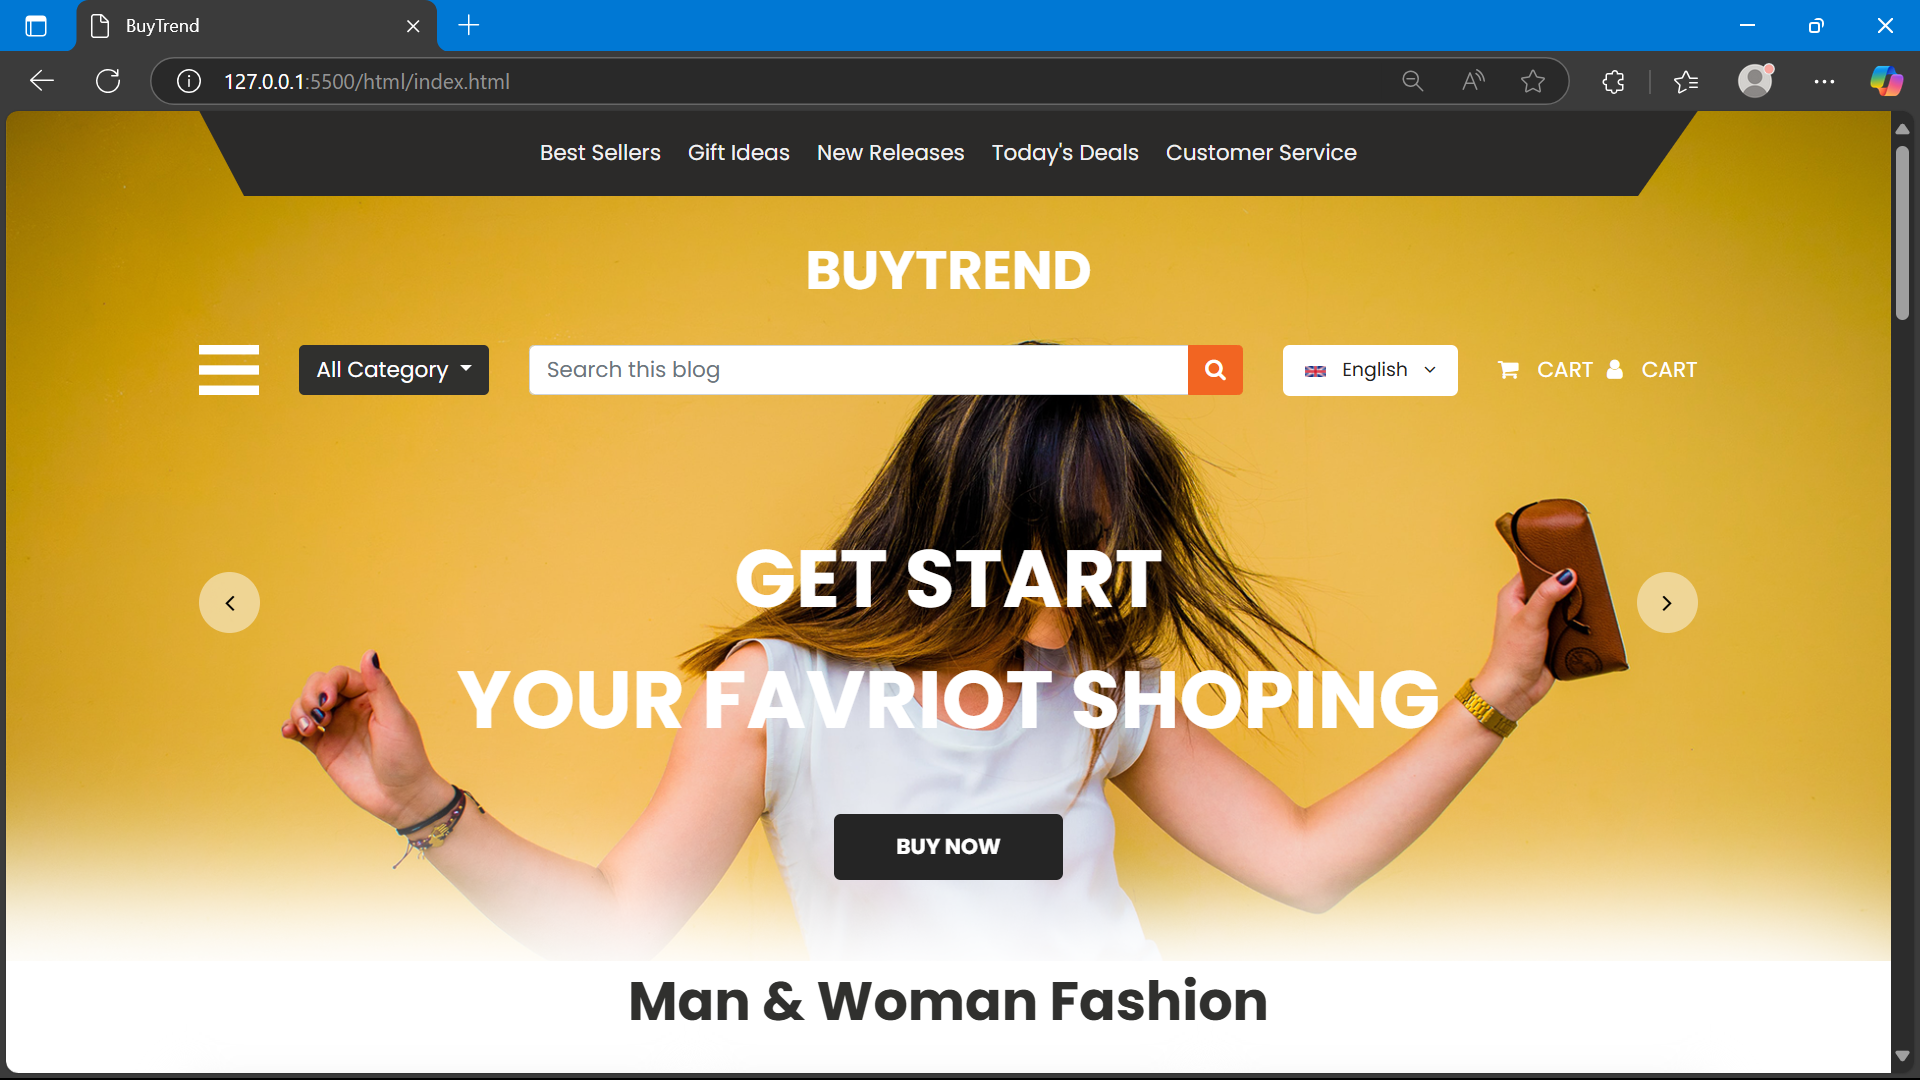 BuyTrend
127.0.0.1:5500/html/index.html
Best Sellers Gift Ideas New Releases Today's Deals Customer Service
BUYTREND
All Category Search this blog English CART CART
GET START
YOUR FAVRIOT SHOPING
BUY NOW
Man & Woman Fashion